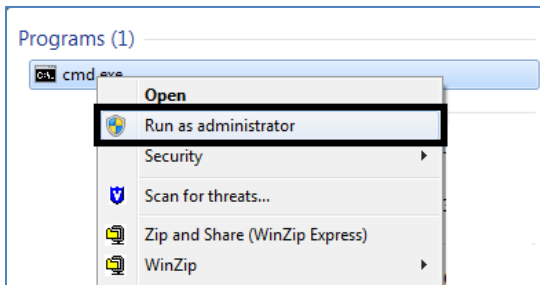 Programs (1)
cmd.exe
Open
Run as administrator
Security
Scan for threats...
Zip and Share (WinZip Express)
WinZip